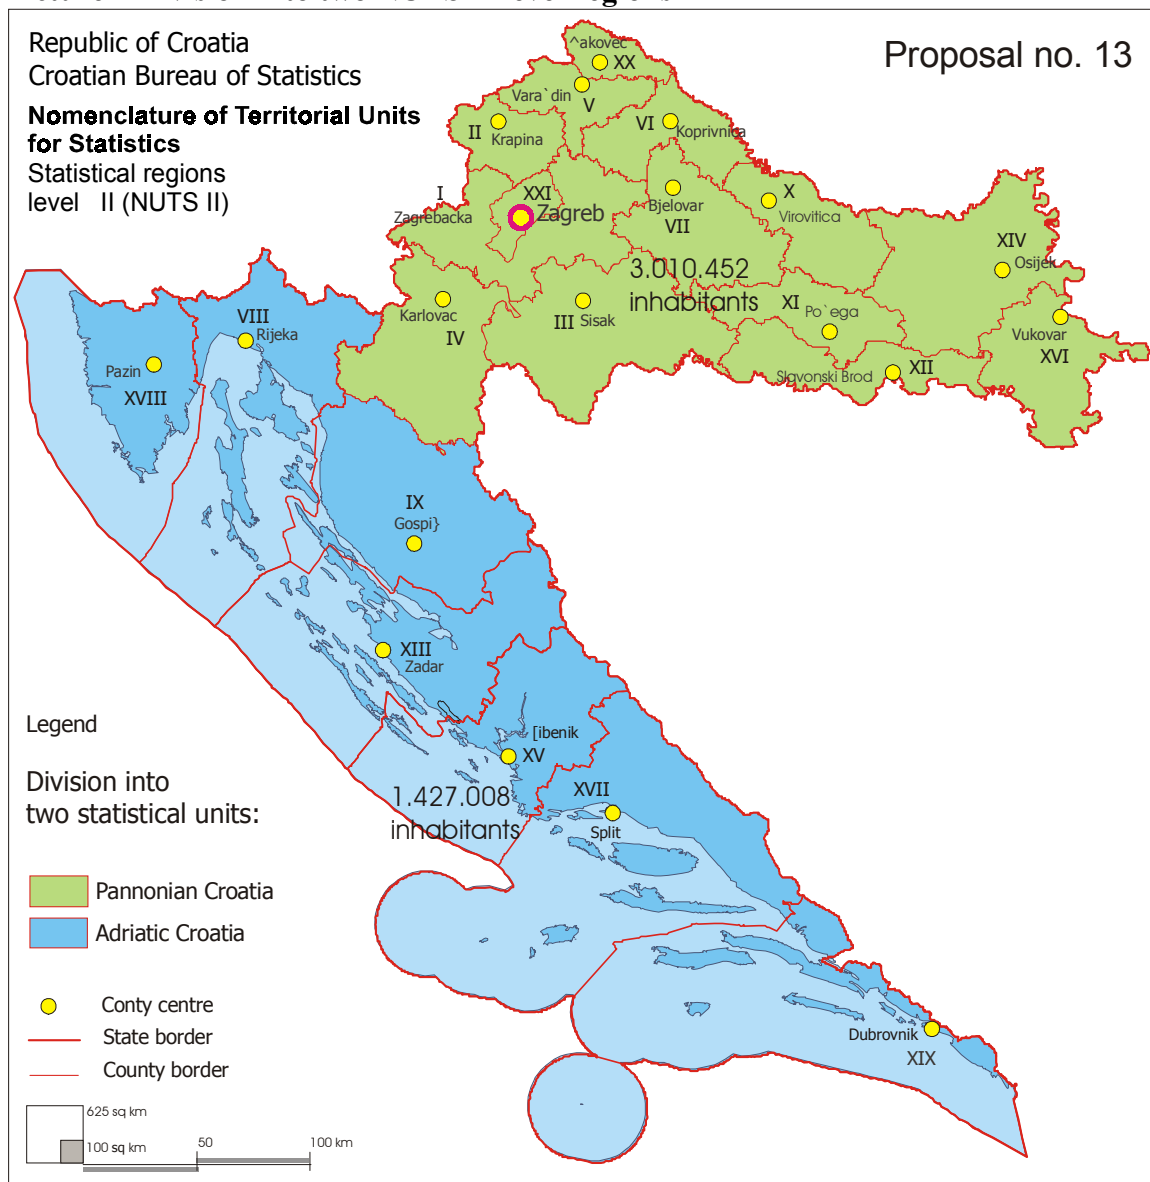 Republic of Croatia
Croatian Bureau of Statistics
Nomenclature of Territorial Units
for Statistics
Statistical regions
level II (NUTS II)
Proposal no. 13
^akovec
XX
Vara`din
V
II
Krapina
VI
Koprivnica
I
Zagrebacka
XXI
Zagreb
Bjelovar
VII
X
Virovitica
XIV
Osijek
3.010.452
inhabitants
Karlovac
IV
III
Sisak
XI
Po`ega
Vukovar
XVI
Slavonski Brod
XII
VIII
Rijeka
Pazin
XVIII
IX
Gospi}
XIII
Zadar
[ibenik
XV
1.427.008
inhabitants
XVII
Split
Dubrovnik
XIX
Legend
Division into
two statistical units:
Pannonian Croatia
Adriatic Croatia
Conty centre
State border
County border
625 sq km
100 sq km
50
100 km